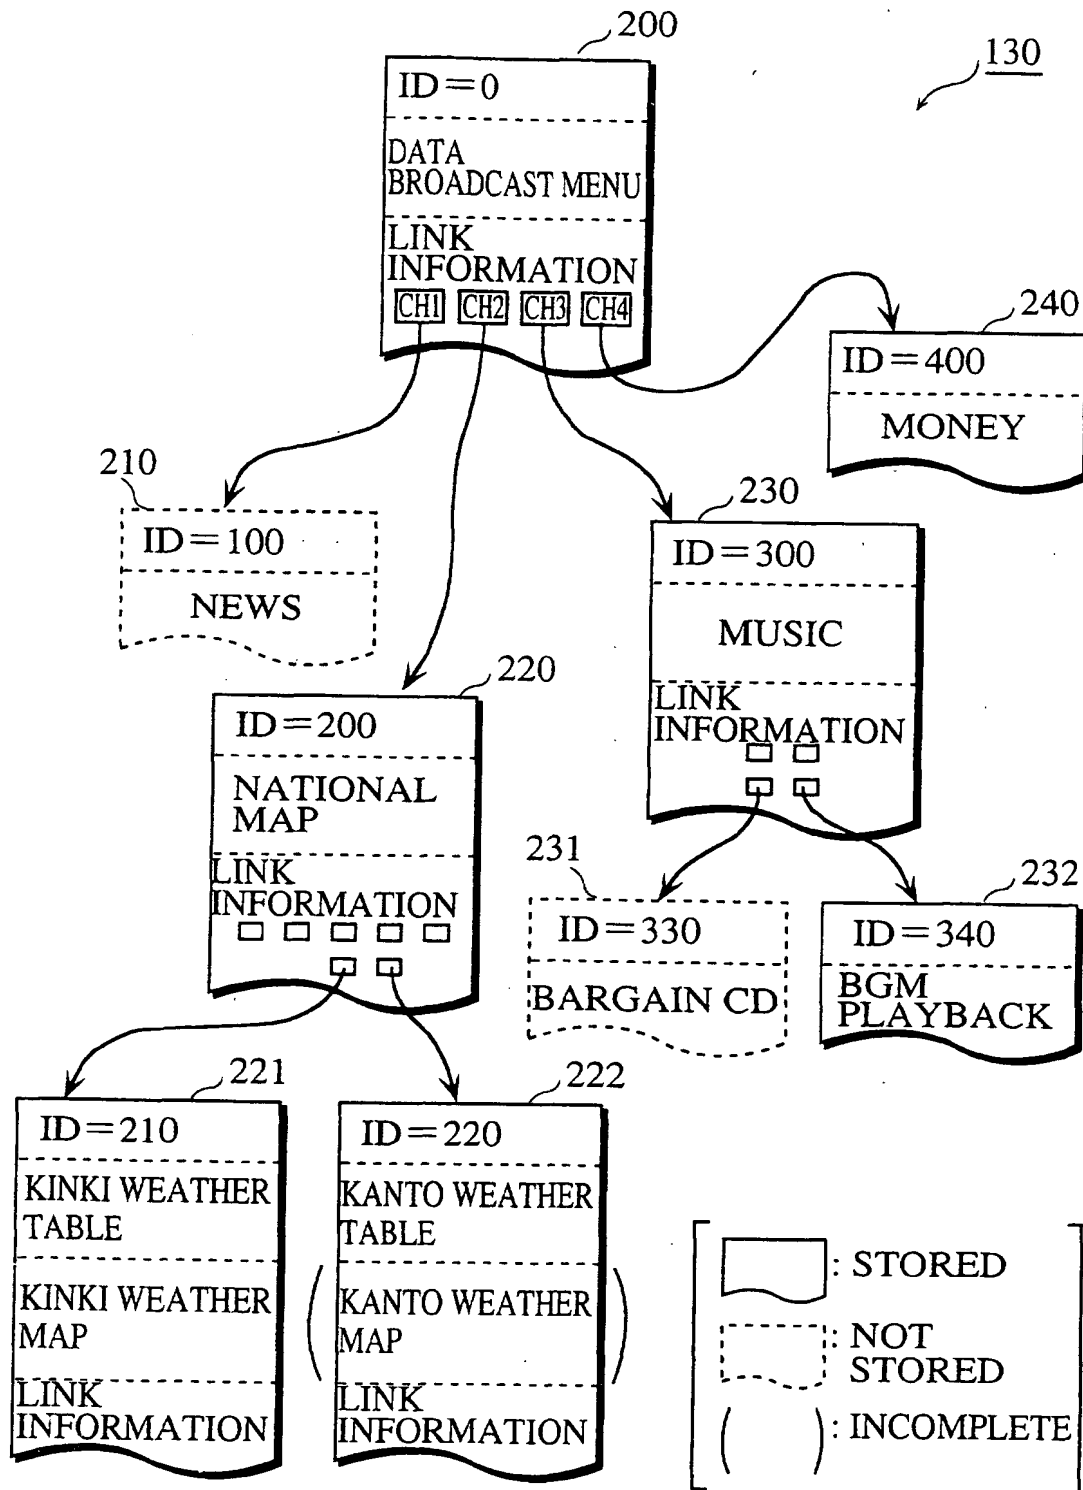 200
130
ID=0
DATA
BROADCAST MENU
LINK
INFORMATION
CH1 CH2 CH3 CH4
240
ID=400
MONEY
210
ID=100
NEWS
230
ID=300
MUSIC
LINK
INFORMATION
220
ID=200
NATIONAL
MAP
LINK
INFORMATION
231
ID=330
BARGAIN CD
232
ID=340
BGM
PLAYBACK
221
ID=210
KINKI WEATHER
TABLE
KINKI WEATHER
MAP
LINK
INFORMATION
222
ID=220
KANTO WEATHER
TABLE
( KANTO WEATHER
MAP )
LINK
INFORMATION
: STORED
: NOT
STORED
( ) : INCOMPLETE